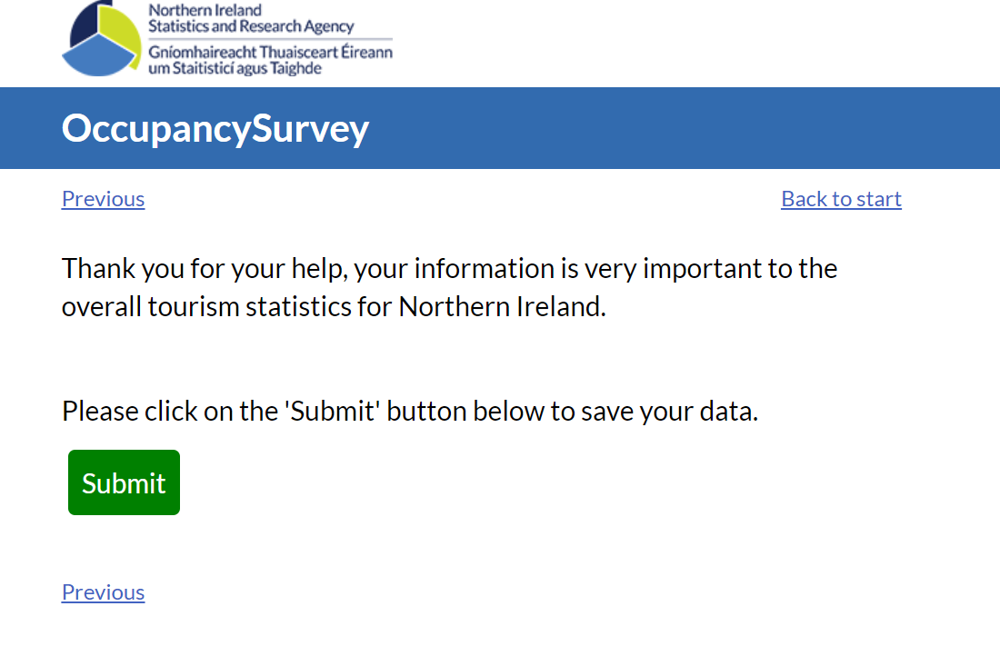 Northern Ireland
Statistics and Research Agency
Gníomhaireacht Thuaisceart Éireann
um Staitisticí agus Taighde
OccupancySurvey
Previous
Back to start
Thank you for your help, your information is very important to the
overall tourism statistics for Northern Ireland.
Please click on the 'Submit' button below to save your data.
Submit
Previous